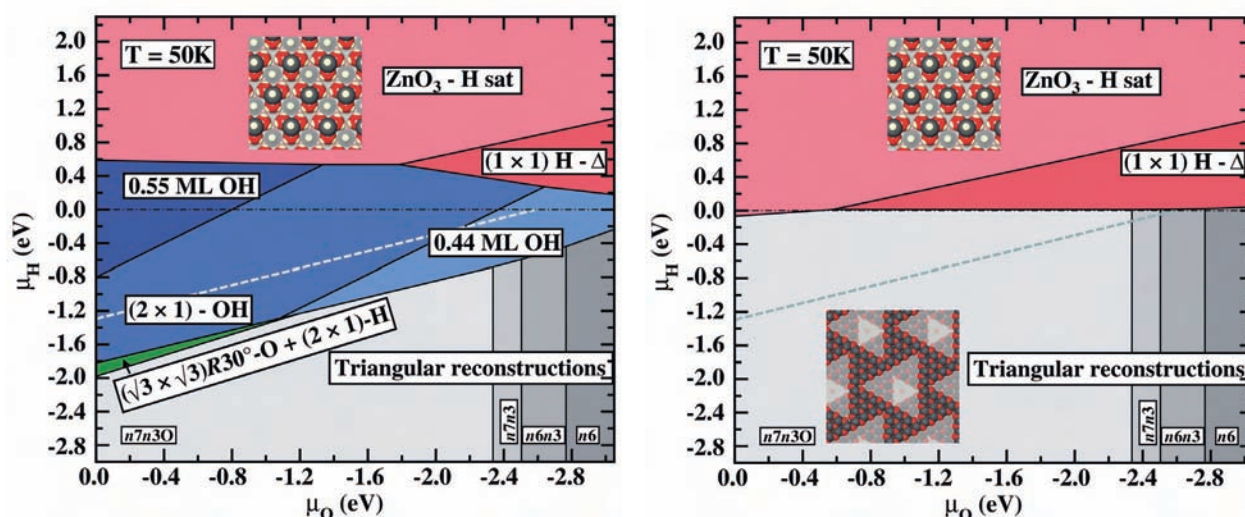 T = 50K
ZnO₃ - H sat
(1 × 1) H - Δ
0.55 ML OH
0.44 ML OH
(2 × 1) - OH
(√3 × √3)R30°-O + (2 × 1)-H
Triangular reconstructions
n7n3O
n7n3
n6n3
n6
2.0
1.6
1.2
0.8
0.4
0.0
-0.4
-0.8
-1.2
-1.6
-2.0
-2.4
-2.8
μH (eV)
0.0 -0.4 -0.8 -1.2 -1.6 -2.0 -2.4 -2.8
μO (eV)
T = 50K
ZnO₃ - H sat
(1 × 1) H - Δ
Triangular reconstructions
n7n3O
n7n3
n6n3
n6
2.0
1.6
1.2
0.8
0.4
0.0
-0.4
-0.8
-1.2
-1.6
-2.0
-2.4
-2.8
μH (eV)
0.0 -0.4 -0.8 -1.2 -1.6 -2.0 -2.4 -2.8
μO (eV)